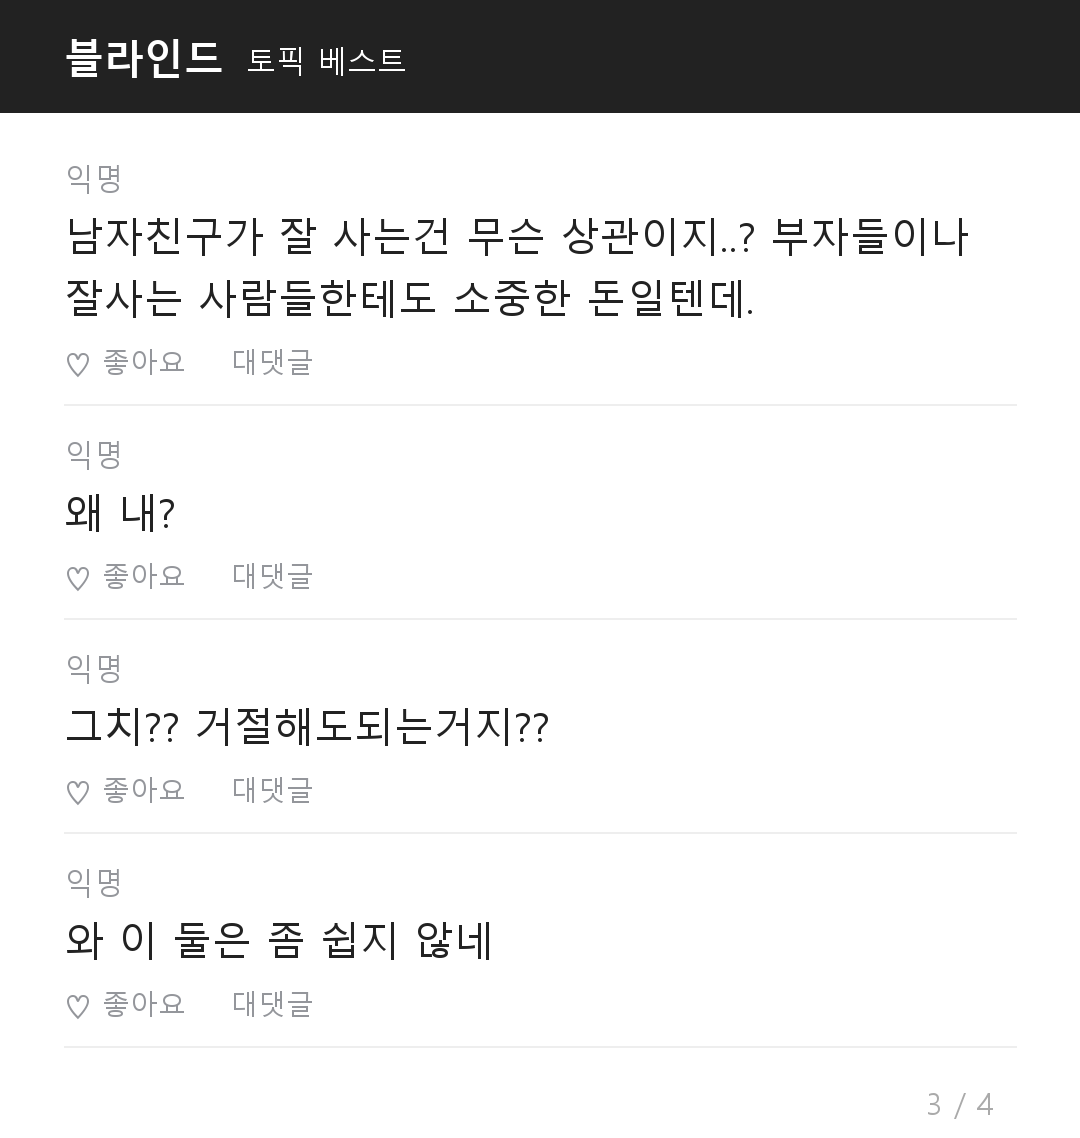 블라인드 토픽 베스트
익명
남자친구가 잘 사는건 무슨 상관이지..? 부자들이나
잘사는 사람들한테도 소중한 돈일텐데.
♡ 좋아요 대댓글
익명
왜 내?
♡ 좋아요 대댓글
익명
그치?? 거절해도되는거지??
♡ 좋아요 대댓글
익명
와 이 둘은 좀 쉽지 않네
♡ 좋아요 대댓글
3 / 4